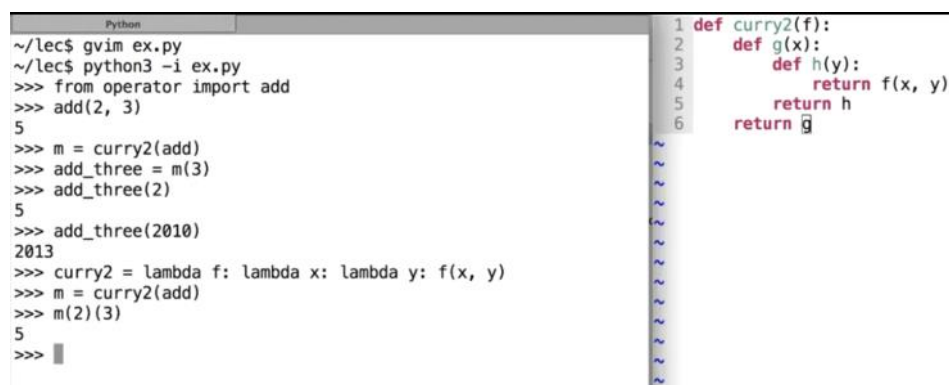 Python
~/lec$ gvim ex.py
~/lec$ python3 -i ex.py
>>> from operator import add
>>> add(2, 3)
5
>>> m = curry2(add)
>>> add_three = m(3)
>>> add_three(2)
5
>>> add_three(2010)
2013
>>> curry2 = lambda f: lambda x: lambda y: f(x, y)
>>> m = curry2(add)
>>> m(2)(3)
5
>>>
1 def curry2(f):
2     def g(x):
3         def h(y):
4             return f(x, y)
5         return h
6     return g
~
~
~
~
~
~
~
~
~
~
~
~
~